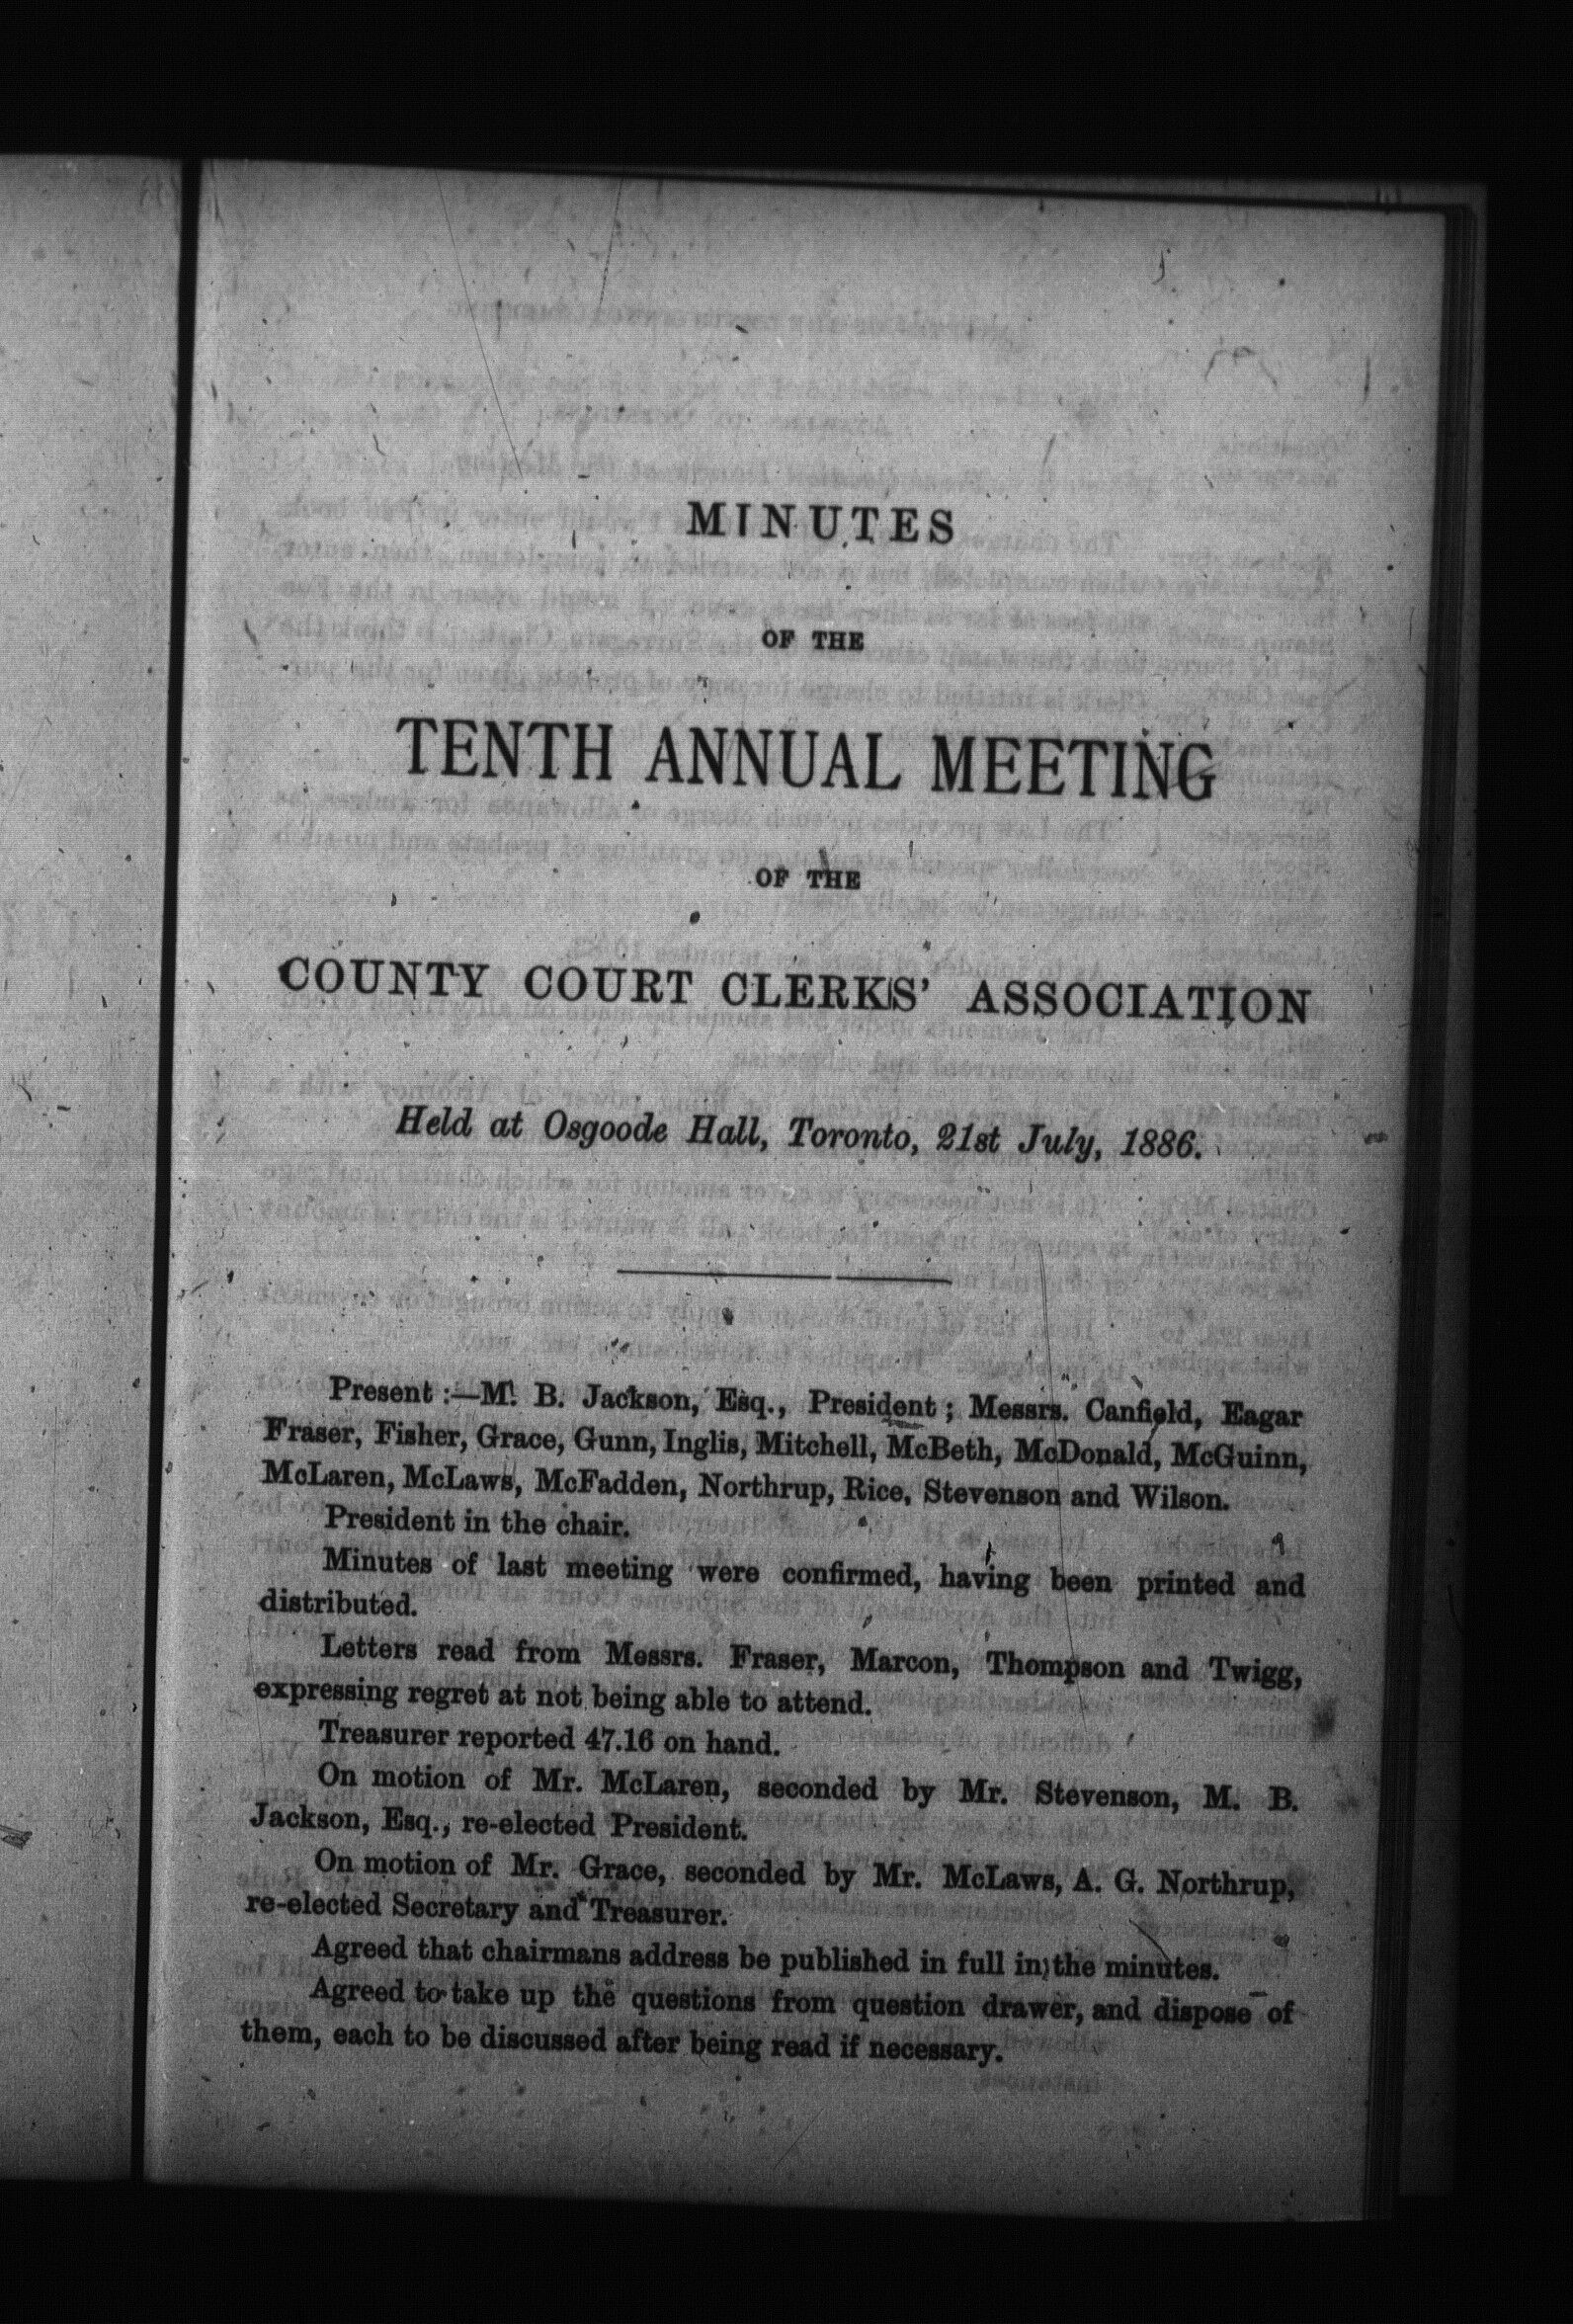 MINUTES
OF THE
TENTH ANNUAL MEETING
OF THE
COUNTY COURT CLERKS' ASSOCIATION
Held at Osgoode Hall, Toronto, 21st July, 1886.
Present:—M. B. Jackson, Esq., President; Messrs. Canfield, Eagar
Fraser, Fisher, Grace, Gunn, Inglis, Mitchell, McBeth, McDonald, McGuinn,
McLaren, McLaws, McFadden, Northrup, Rice, Stevenson and Wilson.
President in the chair.
Minutes of last meeting were confirmed, having been printed and
distributed.
Letters read from Messrs. Fraser, Marcon, Thompson and Twigg,
expressing regret at not being able to attend.
Treasurer reported 47.16 on hand.
On motion of Mr. McLaren, seconded by Mr. Stevenson, M. B.
Jackson, Esq., re-elected President.
On motion of Mr. Grace, seconded by Mr. McLaws, A. G. Northrup,
re-elected Secretary and Treasurer.
Agreed that chairmans address be published in full in the minutes.
Agreed to take up the questions from question drawer, and dispose of
them, each to be discussed after being read if necessary.